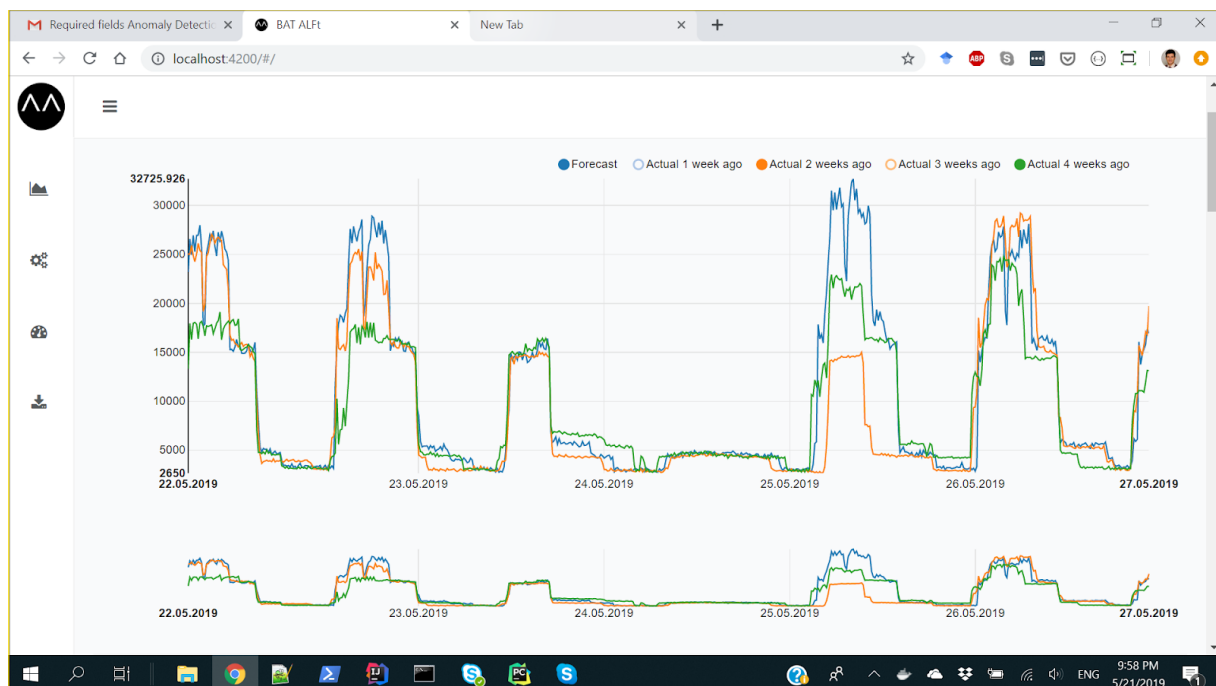 Required fields Anomaly Detectic
BAT ALFt
New Tab
localhost:4200/#/
ABP
Forecast Actual 1 week ago Actual 2 weeks ago Actual 3 weeks ago Actual 4 weeks ago
32725.926
30000
25000
20000
15000
10000
5000
2650
22.05.2019 23.05.2019 24.05.2019 25.05.2019 26.05.2019 27.05.2019
22.05.2019 23.05.2019 24.05.2019 25.05.2019 26.05.2019 27.05.2019
PC
ENG
9:58 PM
5/21/2019
1